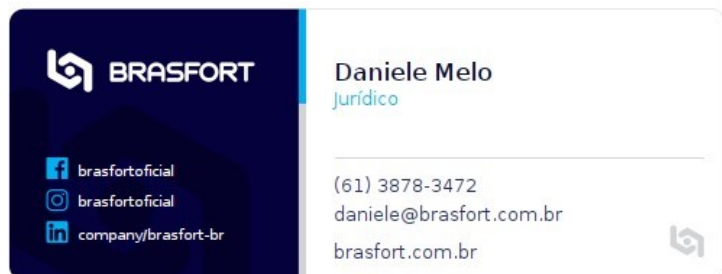 BRASFORT
brasfortoficial
brasfortoficial
company/brasfort-br
Daniele Melo
Jurídico
(61) 3878-3472
daniele@brasfort.com.br
brasfort.com.br